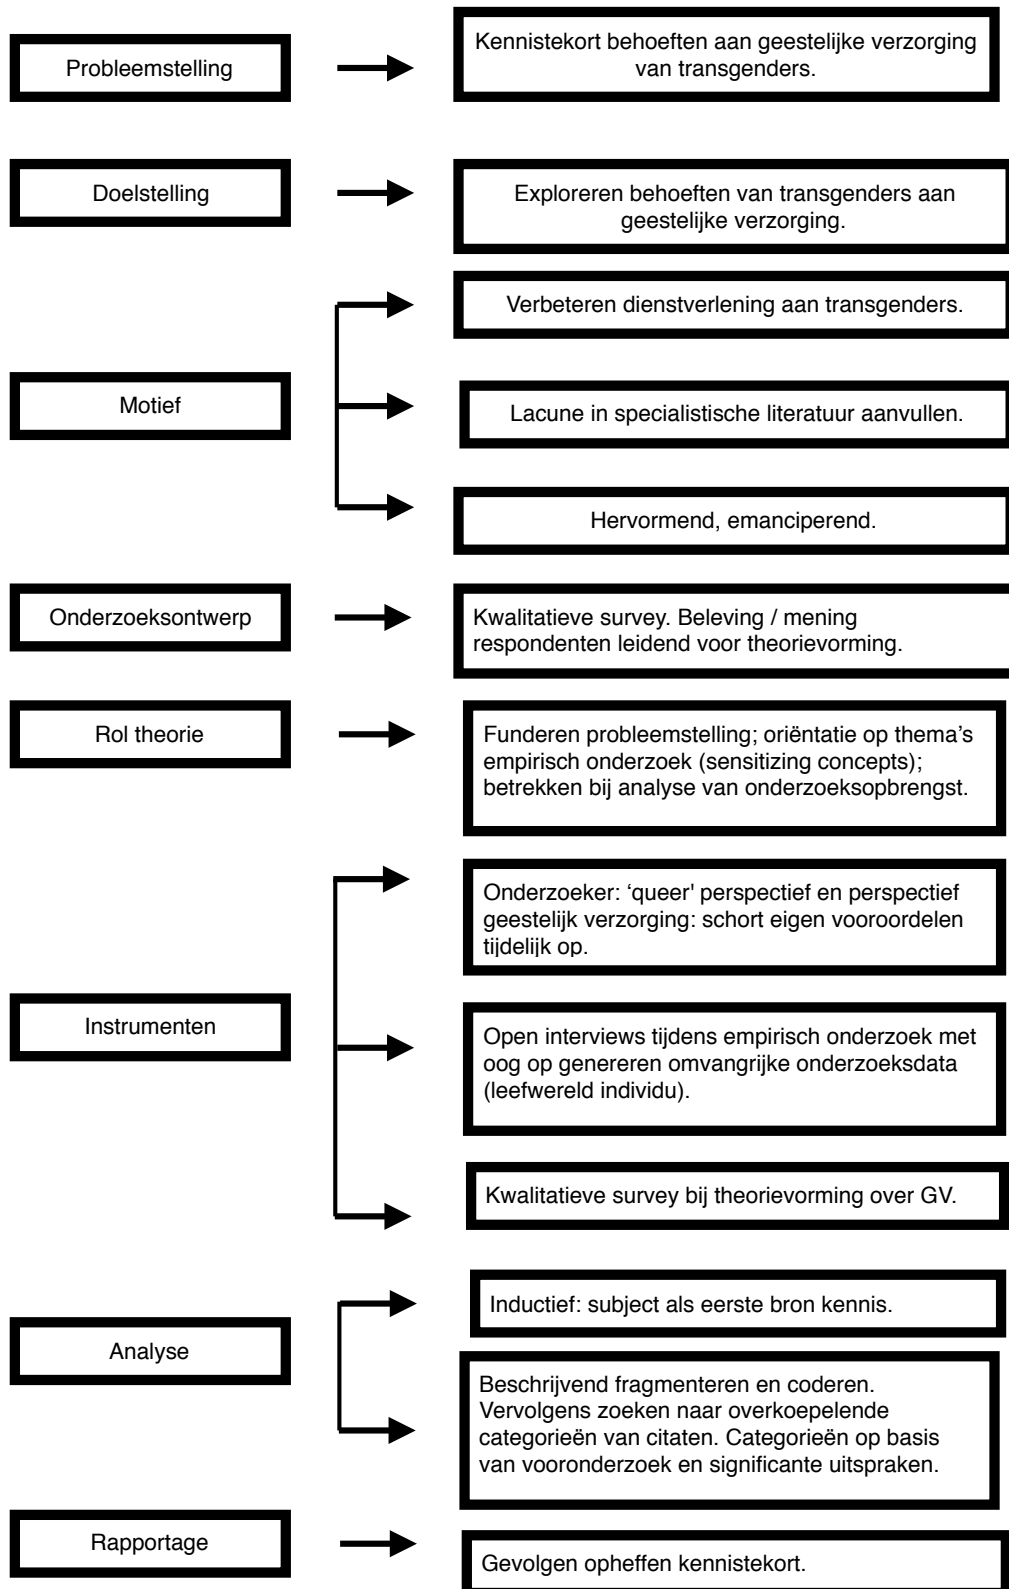 Probleemstelling
Kennistekort behoeften aan geestelijke verzorging
van transgenders.
Doelstelling
Exploreren behoeften van transgenders aan
geestelijke verzorging.
Motief
Verbeteren dienstverlening aan transgenders.
Lacune in specialistische literatuur aanvullen.
Hervormend, emanciperend.
Onderzoeksontwerp
Kwalitatieve survey. Beleving / mening
respondenten leidend voor theorievorming.
Rol theorie
Funderen probleemstelling; oriëntatie op thema’s
empirisch onderzoek (sensitizing concepts);
betrekken bij analyse van onderzoeksopbrengst.
Instrumenten
Onderzoeker: ‘queer' perspectief en perspectief
geestelijk verzorging: schort eigen vooroordelen
tijdelijk op.
Open interviews tijdens empirisch onderzoek met
oog op genereren omvangrijke onderzoeksdata
(leefwereld individu).
Kwalitatieve survey bij theorievorming over GV.
Analyse
Inductief: subject als eerste bron kennis.
Beschrijvend fragmenteren en coderen.
Vervolgens zoeken naar overkoepelende
categorieën van citaten. Categorieën op basis
van vooronderzoek en significante uitspraken.
Rapportage
Gevolgen opheffen kennistekort.